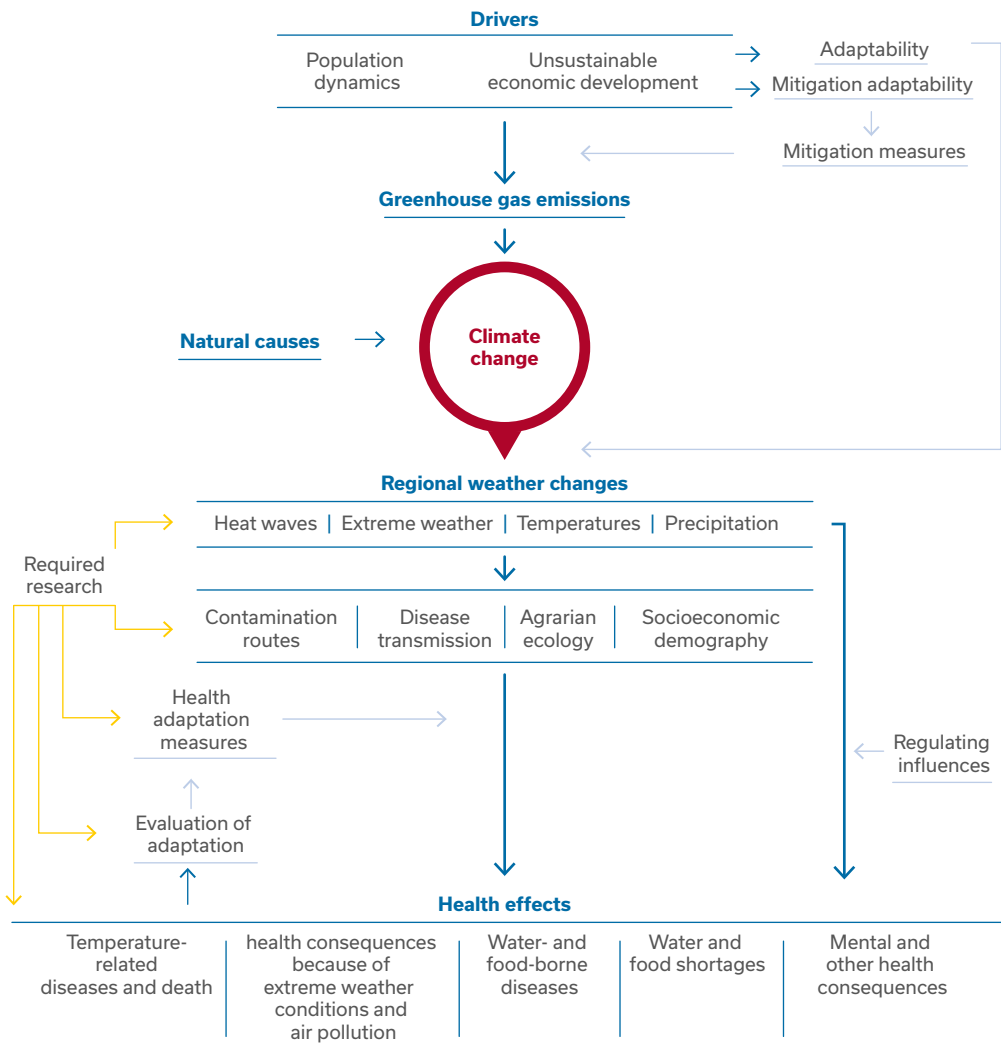 Drivers
Population
dynamics
Unsustainable
economic development
Adaptability
Mitigation adaptability
Mitigation measures
Greenhouse gas emissions
Natural causes
Climate
change
Regional weather changes
Heat waves
Extreme weather
Temperatures
Precipitation
Required
research
Contamination
routes
Disease
transmission
Agrarian
ecology
Socioeconomic
demography
Health
adaptation
measures
Regulating
influences
Evaluation of
adaptation
Health effects
Temperature-
related
diseases and death
health consequences
because of
extreme weather
conditions and
air pollution
Water- and
food-borne
diseases
Water and
food shortages
Mental and
other health
consequences